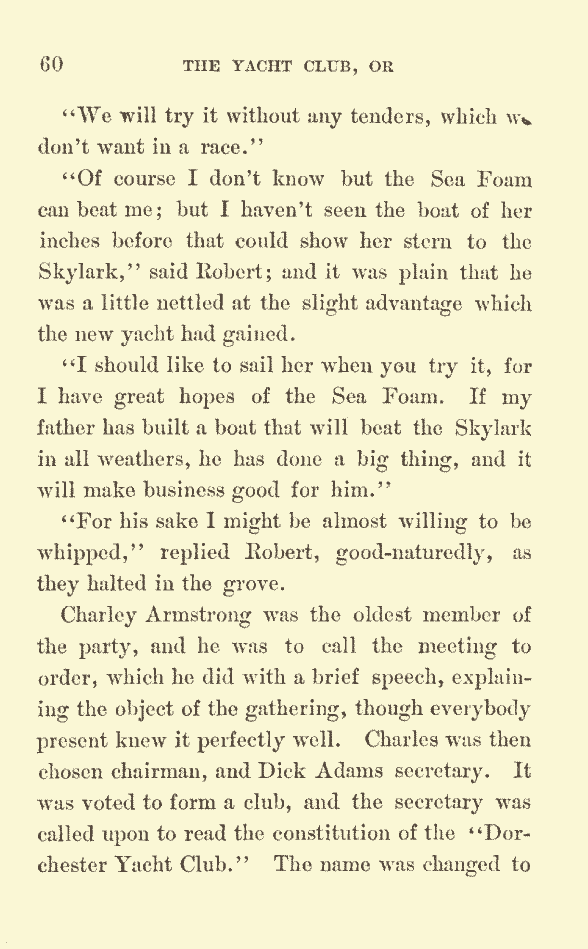 60 THE YACHT CLUB, OR
“We will try it without any tenders, which we
don’t want in a race.”
“Of course I don’t know but the Sea Foam
can beat me; but I haven’t seen the boat of her
inches before that could show her stern to the
Skylark,” said Robert; and it was plain that he
was a little nettled at the slight advantage which
the new yacht had gained.
“I should like to sail her when you try it, for
I have great hopes of the Sea Foam. If my
father has built a boat that will beat the Skylark
in all weathers, he has done a big thing, and it
will make business good for him.”
“For his sake I might be almost willing to be
whipped,” replied Robert, good-naturedly, as
they halted in the grove.
Charley Armstrong was the oldest member of
the party, and he was to call the meeting to
order, which he did with a brief speech, explain-
ing the object of the gathering, though everybody
present knew it perfectly well. Charles was then
chosen chairman, and Dick Adams secretary. It
was voted to form a club, and the secretary was
called upon to read the constitution of the “Dor-
chester Yacht Club.” The name was changed to